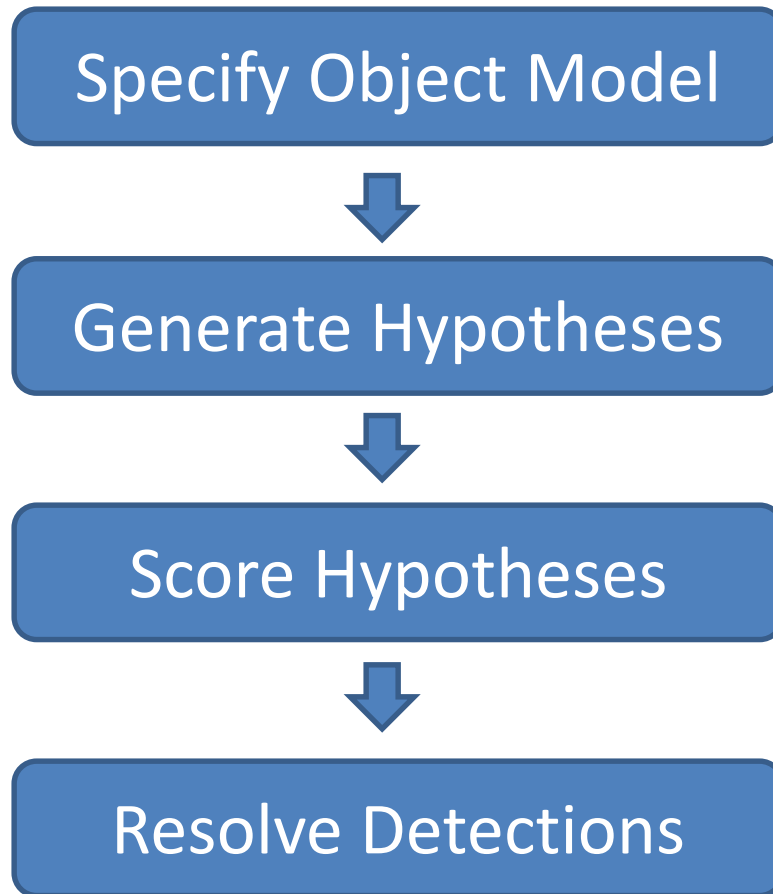 Specify Object Model
Generate Hypotheses
Score Hypotheses
Resolve Detections